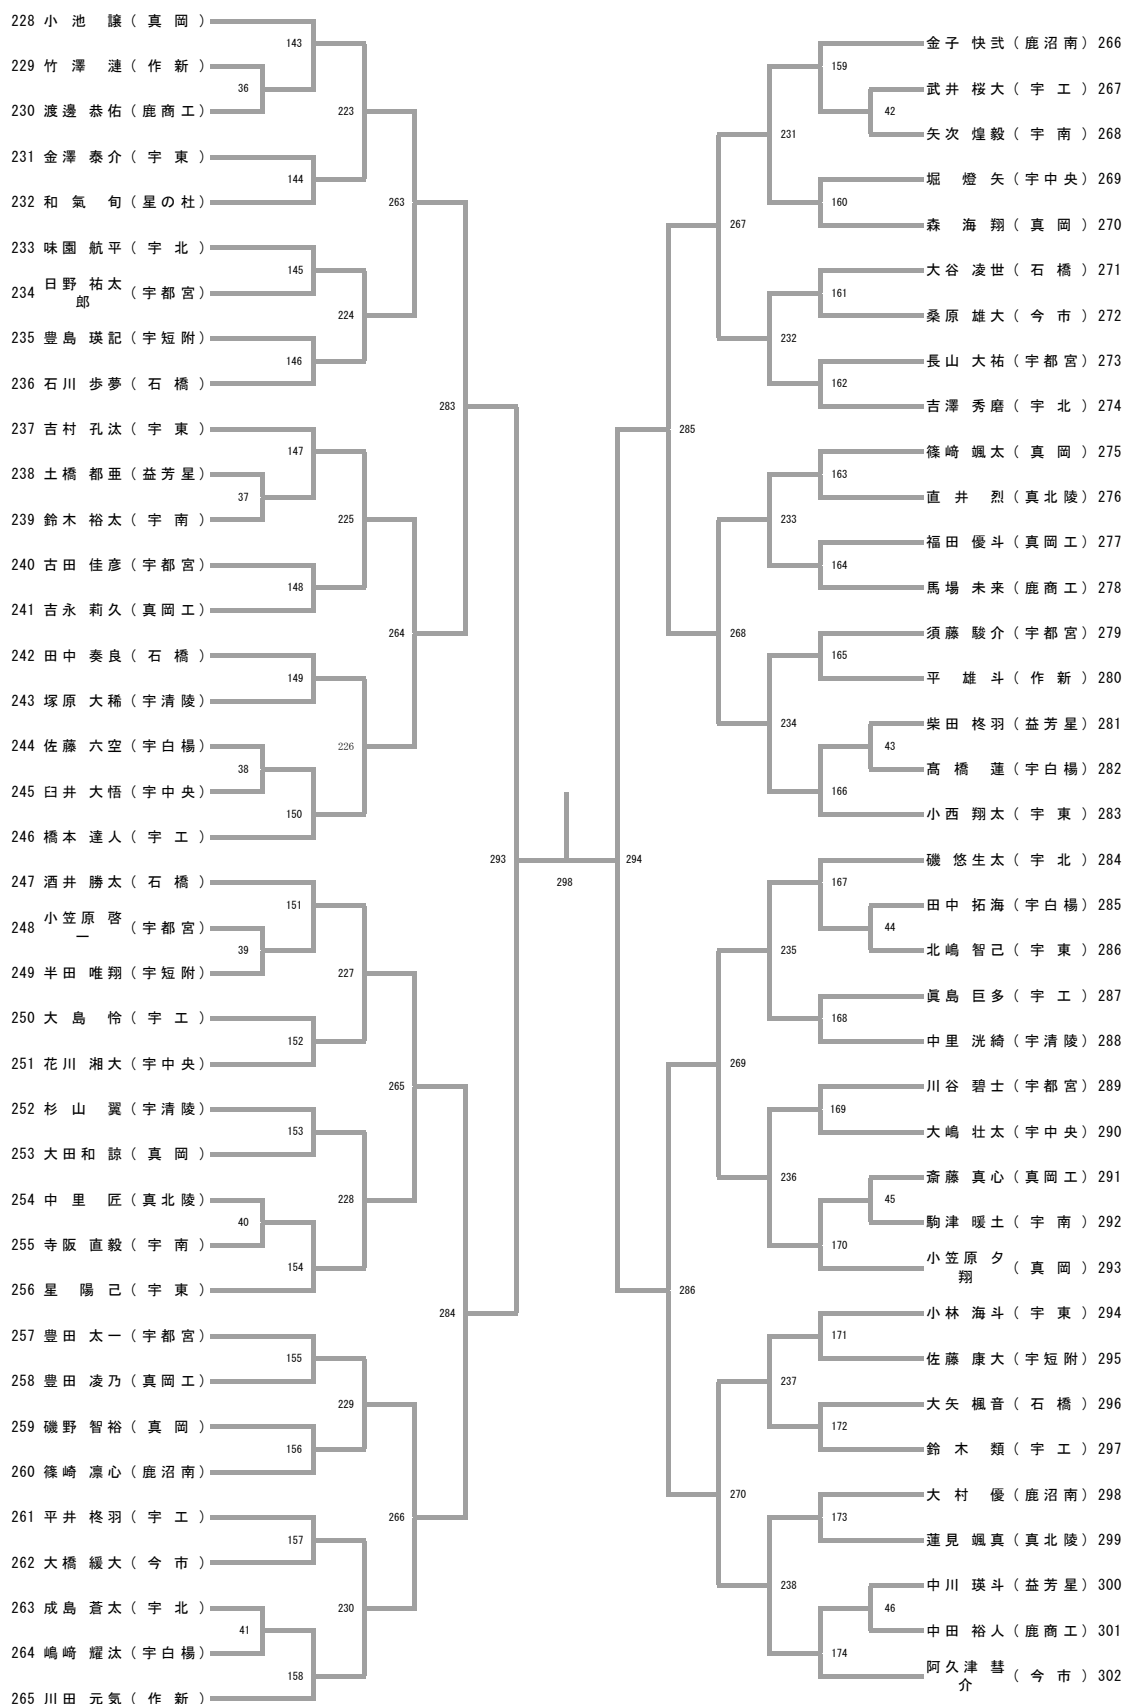 228 小池 譲 ( 真岡 )
229 竹澤 漣 ( 作新 )
230 渡邊 恭佑 ( 鹿商工 )
231 金澤 泰介 ( 宇東 )
232 和氣 旬 ( 星の杜 )
233 味園 航平 ( 宇北 )
234 日野 祐太郎 ( 宇都宮 )
235 豊島 瑛記 ( 宇短附 )
236 石川 歩夢 ( 石橋 )
237 吉村 孔汰 ( 宇東 )
238 土橋 都亜 ( 益芳星 )
239 鈴木 裕太 ( 宇南 )
240 古田 佳彦 ( 宇都宮 )
241 吉永 莉久 ( 真岡工 )
242 田中 奏良 ( 石橋 )
243 塚原 大稀 ( 宇清陵 )
244 佐藤 六空 ( 宇白楊 )
245 臼井 大悟 ( 宇中央 )
246 橋本 達人 ( 宇工 )
247 酒井 勝太 ( 石橋 )
248 小笠原 啓一 ( 宇都宮 )
249 半田 唯翔 ( 宇短附 )
250 大島 怜 ( 宇工 )
251 花川 湘大 ( 宇中央 )
252 杉山 翼 ( 宇清陵 )
253 大田和 諒 ( 真岡 )
254 中里 匠 ( 真北陵 )
255 寺阪 直毅 ( 宇南 )
256 星 陽己 ( 宇東 )
257 豊田 太一 ( 宇都宮 )
258 豊田 凌乃 ( 真岡工 )
259 磯野 智裕 ( 真岡 )
260 篠崎 凛心 ( 鹿沼南 )
261 平井 柊羽 ( 宇工 )
262 大橋 緩大 ( 今市 )
263 成島 蒼太 ( 宇北 )
264 嶋﨑 耀汰 ( 宇白楊 )
265 川田 元気 ( 作新 )
36
37
38
39
40
41
143
144
145
146
147
148
149
150
151
152
153
154
155
156
157
158
223
224
225
226
227
228
229
230
263
264
265
266
283
284
293
298
294
285
286
267
268
269
270
231
232
233
234
235
236
237
238
159
160
161
162
163
164
165
166
167
168
169
170
171
172
173
174
42
43
44
45
46
金子 快弐 ( 鹿沼南 ) 266
武井 桜大 ( 宇工 ) 267
矢次 煌毅 ( 宇南 ) 268
堀 燈矢 ( 宇中央 ) 269
森 海翔 ( 真岡 ) 270
大谷 凌世 ( 石橋 ) 271
桑原 雄大 ( 今市 ) 272
長山 大祐 ( 宇都宮 ) 273
吉澤 秀磨 ( 宇北 ) 274
篠﨑 颯太 ( 真岡 ) 275
直井 烈 ( 真北陵 ) 276
福田 優斗 ( 真岡工 ) 277
馬場 未来 ( 鹿商工 ) 278
須藤 駿介 ( 宇都宮 ) 279
平 雄斗 ( 作新 ) 280
柴田 柊羽 ( 益芳星 ) 281
髙橋 蓮 ( 宇白楊 ) 282
小西 翔太 ( 宇東 ) 283
磯 悠生太 ( 宇北 ) 284
田中 拓海 ( 宇白楊 ) 285
北嶋 智己 ( 宇東 ) 286
眞島 巨多 ( 宇工 ) 287
中里 洸綺 ( 宇清陵 ) 288
川谷 碧士 ( 宇都宮 ) 289
大嶋 壮太 ( 宇中央 ) 290
斎藤 真心 ( 真岡工 ) 291
駒津 暖土 ( 宇南 ) 292
小笠原 夕翔 ( 真岡 ) 293
小林 海斗 ( 宇東 ) 294
佐藤 康大 ( 宇短附 ) 295
大矢 楓音 ( 石橋 ) 296
鈴木 類 ( 宇工 ) 297
大村 優 ( 鹿沼南 ) 298
蓮見 颯真 ( 真北陵 ) 299
中川 瑛斗 ( 益芳星 ) 300
中田 裕人 ( 鹿商工 ) 301
阿久津 彗介 ( 今市 ) 302